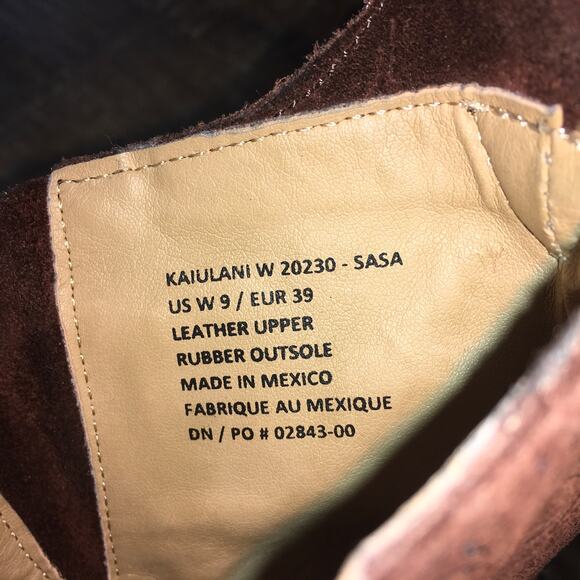 KAIULANI W 20230 - SASA
US W 9 / EUR 39
LEATHER UPPER
RUBBER OUTSOLE
MADE IN MEXICO
FABRIQUE AU MEXIQUE
DN / PO # 02843-00